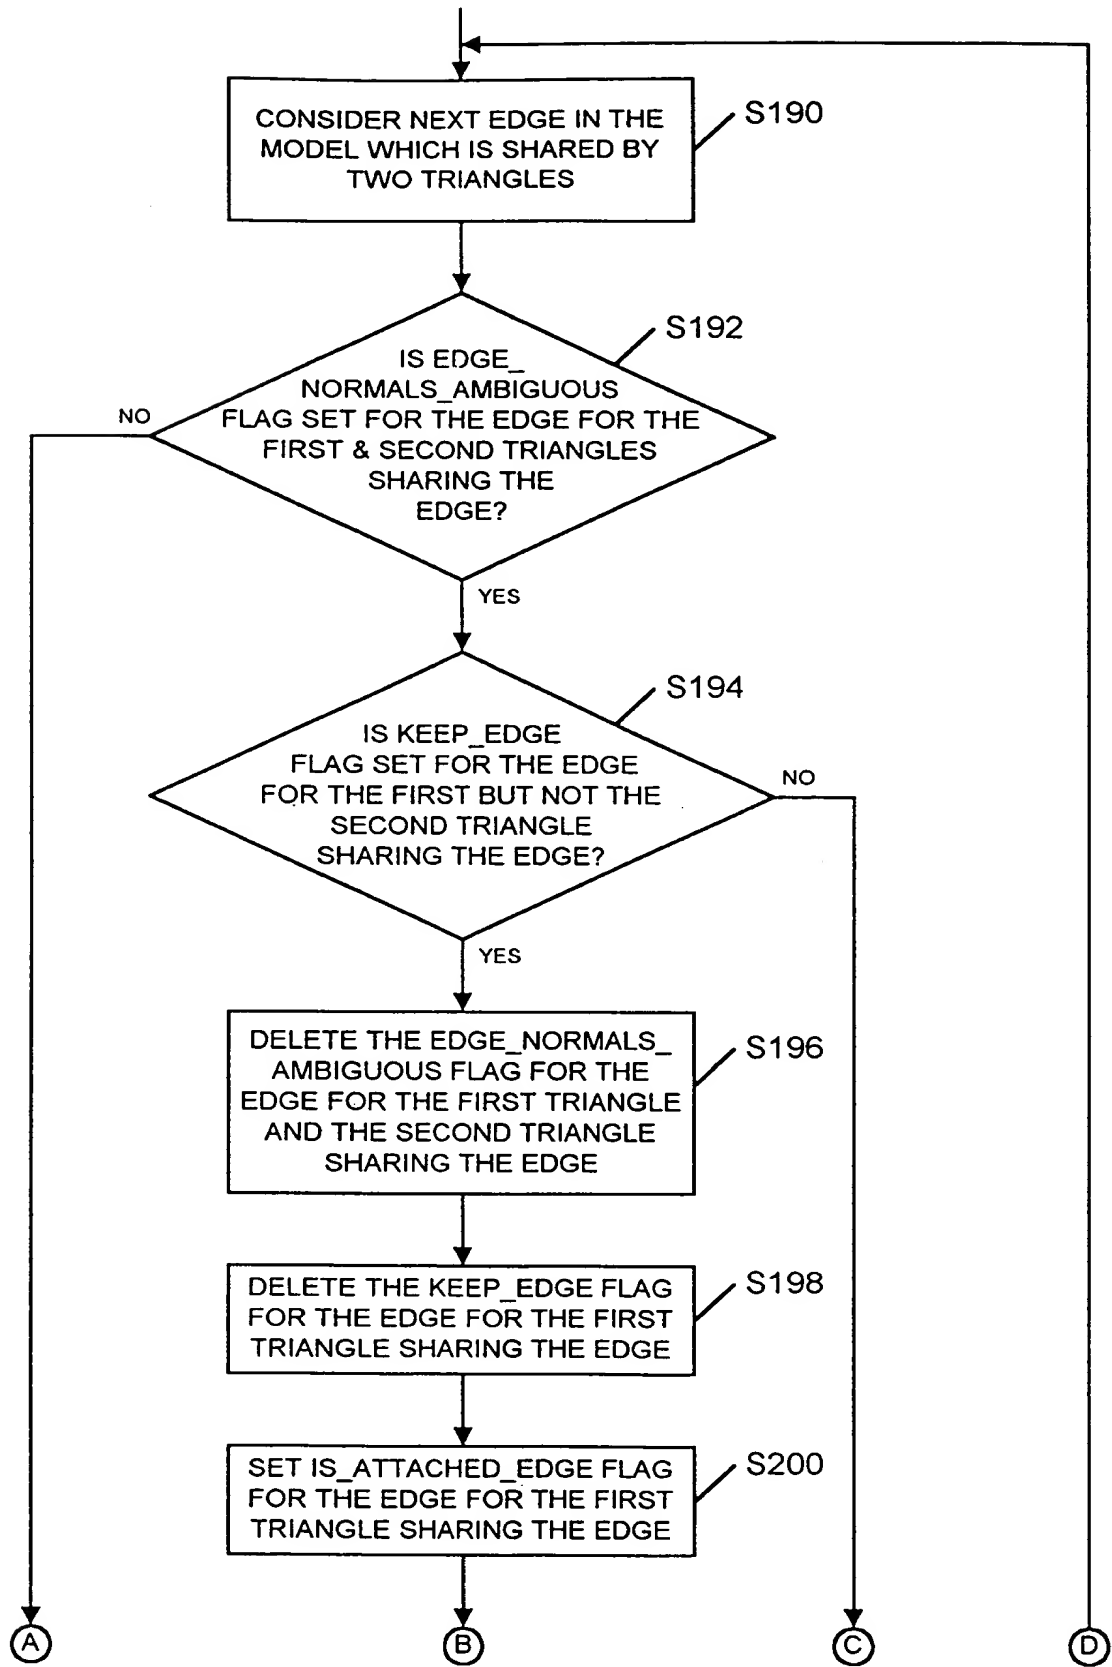 CONSIDER NEXT EDGE IN THE
MODEL WHICH IS SHARED BY
TWO TRIANGLES
S190
IS EDGE_
NORMALS_AMBIGUOUS
FLAG SET FOR THE EDGE FOR THE
FIRST & SECOND TRIANGLES
SHARING THE
EDGE?
S192
NO
YES
IS KEEP_EDGE
FLAG SET FOR THE EDGE
FOR THE FIRST BUT NOT THE
SECOND TRIANGLE
SHARING THE EDGE?
S194
NO
YES
DELETE THE EDGE_NORMALS_
AMBIGUOUS FLAG FOR THE
EDGE FOR THE FIRST TRIANGLE
AND THE SECOND TRIANGLE
SHARING THE EDGE
S196
DELETE THE KEEP_EDGE FLAG
FOR THE EDGE FOR THE FIRST
TRIANGLE SHARING THE EDGE
S198
SET IS_ATTACHED_EDGE FLAG
FOR THE EDGE FOR THE FIRST
TRIANGLE SHARING THE EDGE
S200
A
B
C
D